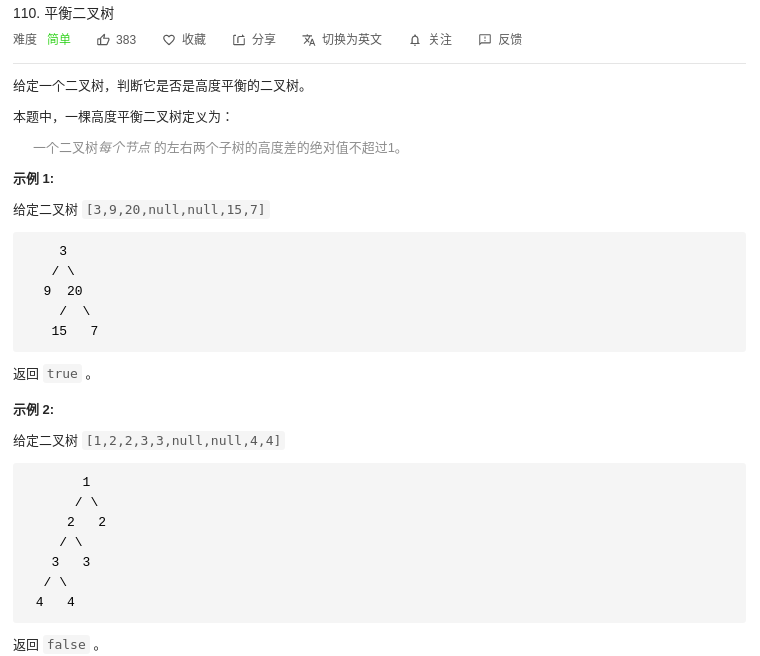 110. 平衡二叉树
难度 简单 383 收藏 分享 切换为英文 关注 反馈
给定一个二叉树，判断它是否是高度平衡的二叉树。
本题中，一棵高度平衡二叉树定义为：
一个二叉树每个节点 的左右两个子树的高度差的绝对值不超过1。
示例 1:
给定二叉树 [3,9,20,null,null,15,7]
3
/ \
9 20
/ \
15 7
返回 true 。
示例 2:
给定二叉树 [1,2,2,3,3,null,null,4,4]
1
/ \
2 2
/ \
3 3
/ \
4 4
返回 false 。